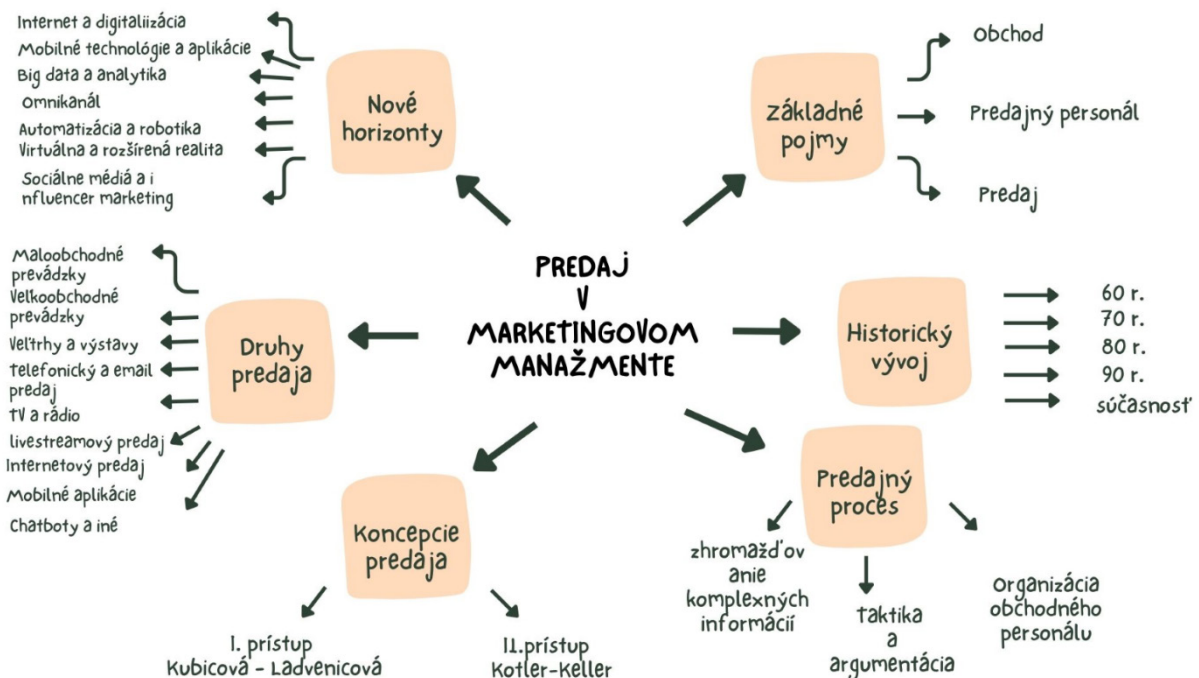 Internet a digitaliizácia
Mobilné technológie a aplikácie
Big data a analytika
Omnikanál
Automatizácia a robotika
Virtuálna a rozšírená realita
Sociálne médiá a i
nfluencer marketing
Nové
horizonty
Základné
pojmy
Obchod
Predajný personál
Predaj
PREDAJ
V
MARKETINGOVOM
MANAŽMENTE
Maloobchodné
prevádzky
Veľkoobchodné
prevádzky
Veľtrhy a výstavy
Telefonický a email
predaj
TV a rádio
livestreamový predaj
Internetový predaj
Mobilné aplikácie
Chatboty a iné
Druhy
predaja
Historický
vývoj
60 r.
70 r.
80 r.
90 r.
súčasnosť
Koncepcie
predaja
I. prístup
Kubicová - Ladvenicová
II.prístup
Kotler-Keller
Predajný
proces
zhromažďov
anie
komplexných
informácií
Taktika
a
argumentácia
Organizácia
obchodného
personálu